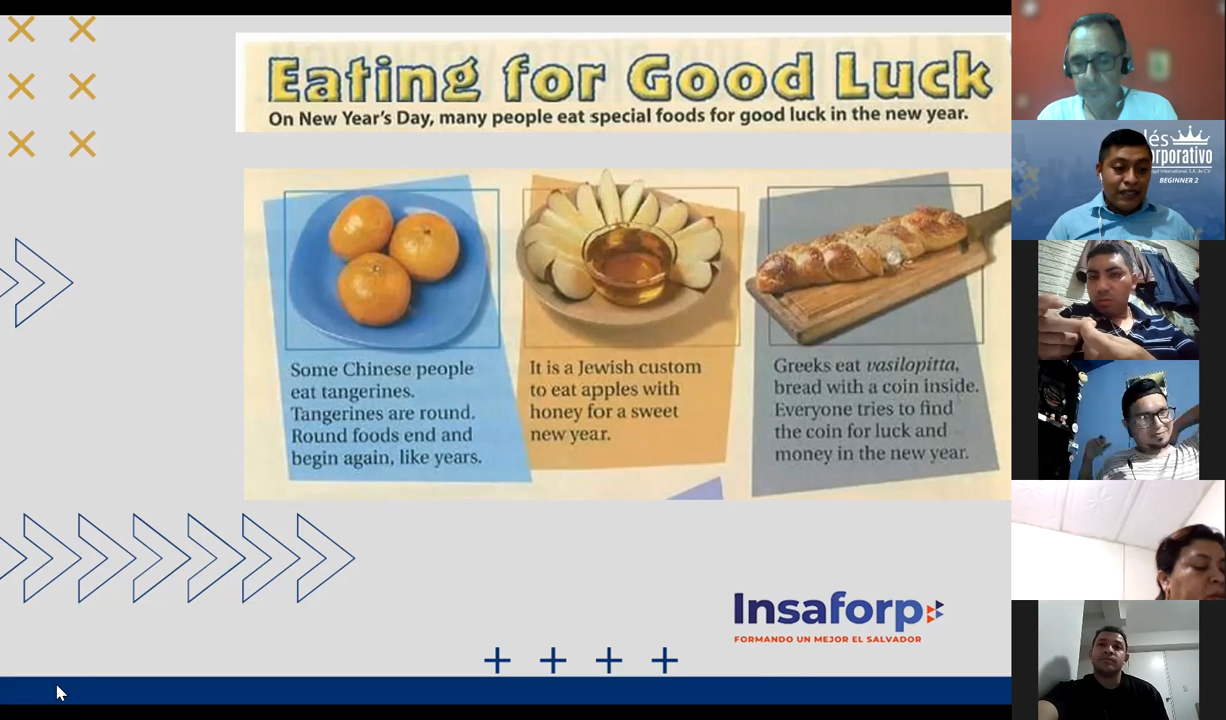 Eating for Good Luck
On New Year's Day, many people eat special foods for good luck in the new year.
Some Chinese people
eat tangerines.
Tangerines are round.
Round foods end and
begin again, like years.
It is a Jewish custom
to eat apples with
honey for a sweet
new year.
Greeks eat vasilopitta,
bread with a coin inside.
Everyone tries to find
the coin for luck and
money in the new year.
Insaforp
FORMANDO UN MEJOR EL SALVADOR
lés
orporativo
BEGINNER 2